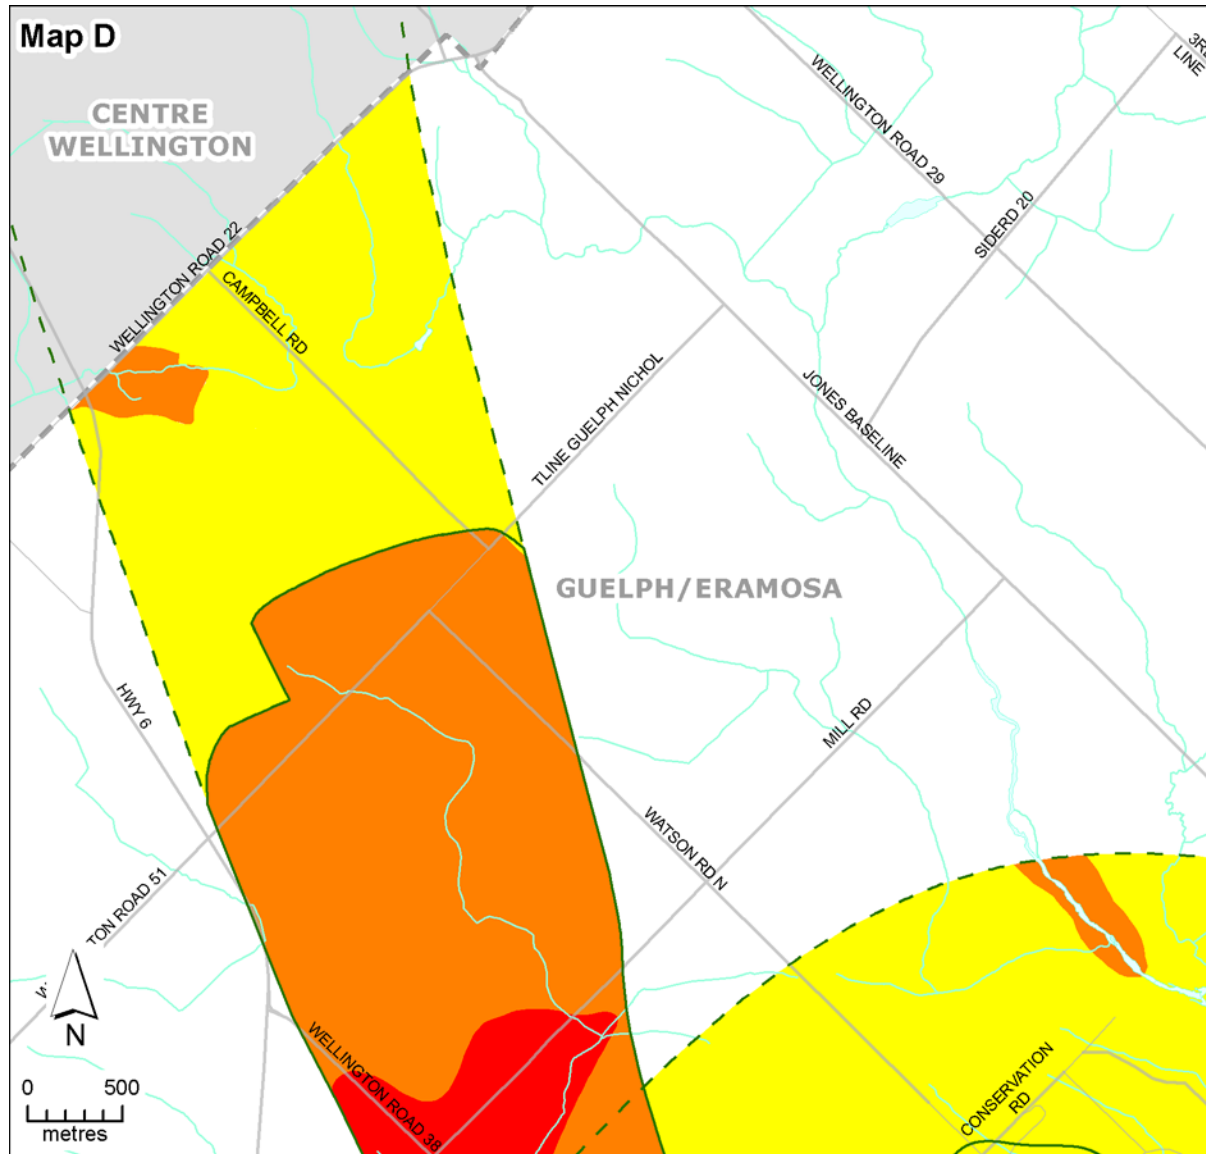 Map D
3RD
LINE
WELLINGTON ROAD 29
CENTRE
WELLINGTON
SIDERD 20
WELLINGTON ROAD 22
CAMPBELL RD
TLINE GUELPH NICHOL
JONES BASELINE
GUELPH/ERAMOSA
HWY 6
MILL RD
WATSON RD N
TON ROAD 51
N
WELLINGTON ROAD 38
CONSERVATION
RD
0 500
metres